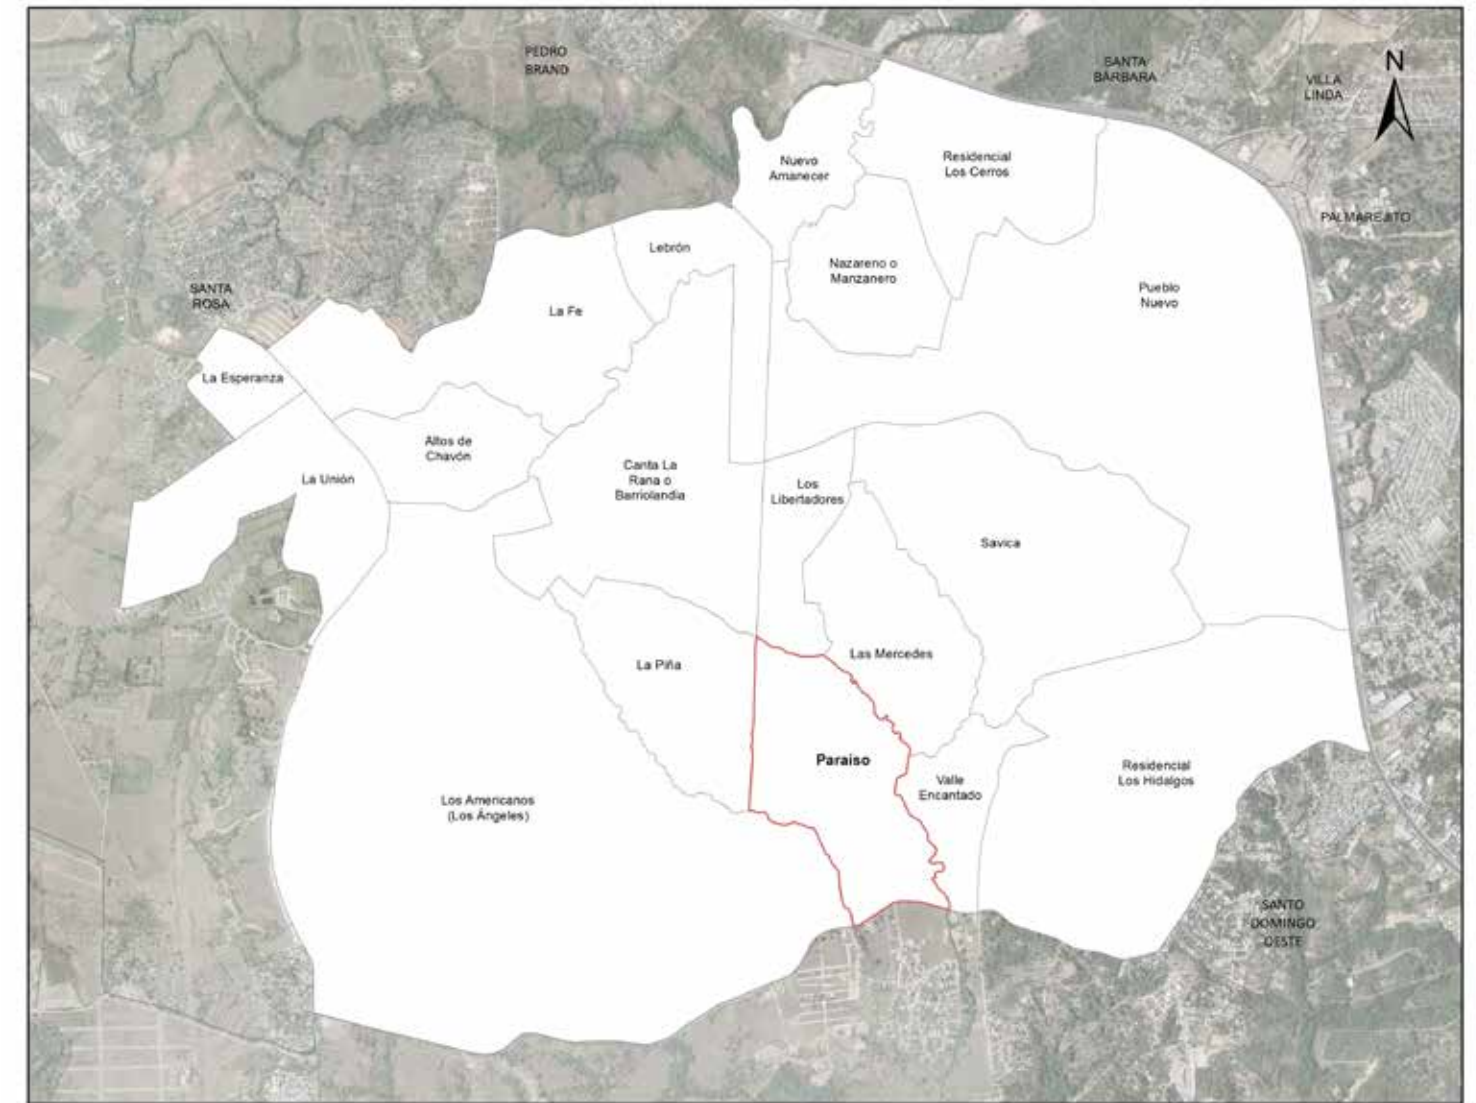 PEDRO
BRAND
SANTA
BÁRBARA
VILLA
LINDA
N
Nuevo
Amanecer
Residencial
Los Cerros
PALMAREJITO
Lebrón
Nazareno o
Manzanero
SANTA
ROSA
Pueblo
Nuevo
La Fe
La Esperanza
Altos de
Chavón
Canta La
Rana o
Barriolandia
La Unión
Los
Libertadores
Savica
La Piña
Las Mercedes
Paraiso
Valle
Encantado
Residencial
Los Hidalgos
Los Americanos
(Los Ángeles)
SANTO
DOMINGO
OESTE